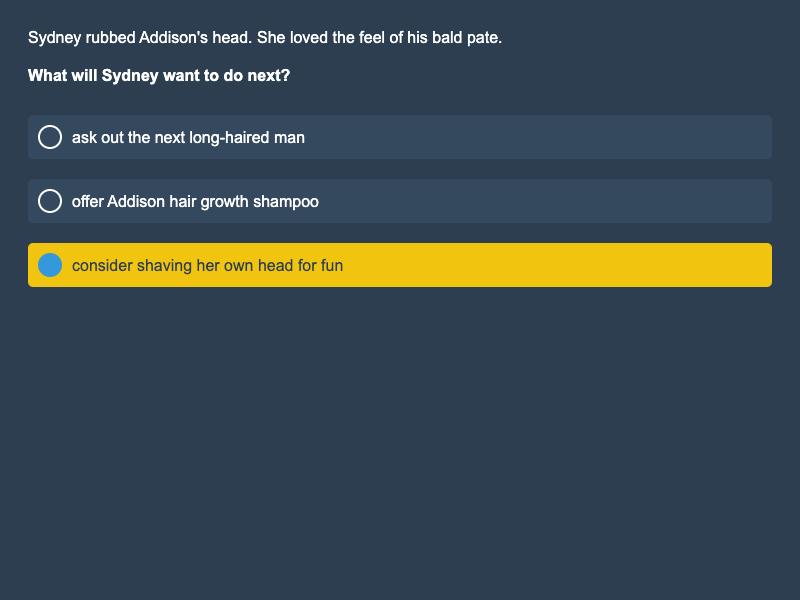 Sydney rubbed Addison's head. She loved the feel of his bald pate.
What will Sydney want to do next?
ask out the next long-haired man
offer Addison hair growth shampoo
consider shaving her own head for fun